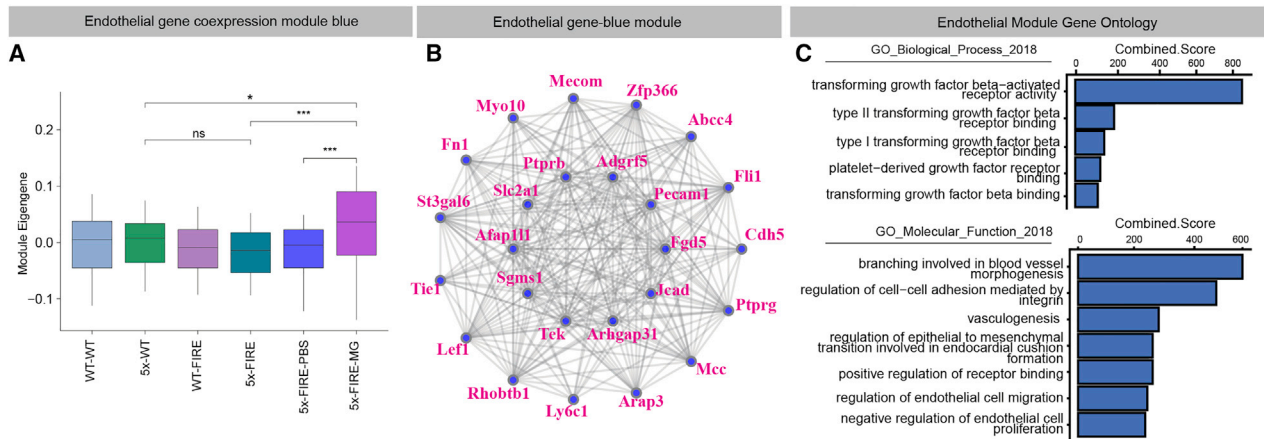 Endothelial gene coexpression module blue
Endothelial gene-blue module
Endothelial Module Gene Ontology
A
Module Eigengene
0.2
0.1
0.0
−0.1
*
***
ns
***
WT-WT
5x-WT
WT-FIRE
5x-FIRE
5x-FIRE-PBS
5x-FIRE-MG
B
Mecom
Zfp366
Myo10
Abcc4
Fn1
Ptprb
Adgrf5
Fli1
Slc2a1
Pecam1
St3gal6
Afap1l1
Fgd5
Cdh5
Sgms1
Jcad
Tie1
Ptprg
Tek
Arhgap31
Lef1
Mcc
Rhobtb1
Ly6c1
Arap3
C
GO_Biological_Process_2018
Combined.Score
0 200 400 600 800
transforming growth factor beta−activated
receptor activity
type II transforming growth factor beta
receptor binding
type I transforming growth factor beta
receptor binding
platelet−derived growth factor receptor
binding
transforming growth factor beta binding
Combined.Score
GO_Molecular_Function_2018
0 200 400 600
branching involved in blood vessel
morphogenesis
regulation of cell−cell adhesion mediated by
integrin
vasculogenesis
regulation of epithelial to mesenchymal
transition involved in endocardial cushion
formation
positive regulation of receptor binding
regulation of endothelial cell migration
negative regulation of endothelial cell
proliferation